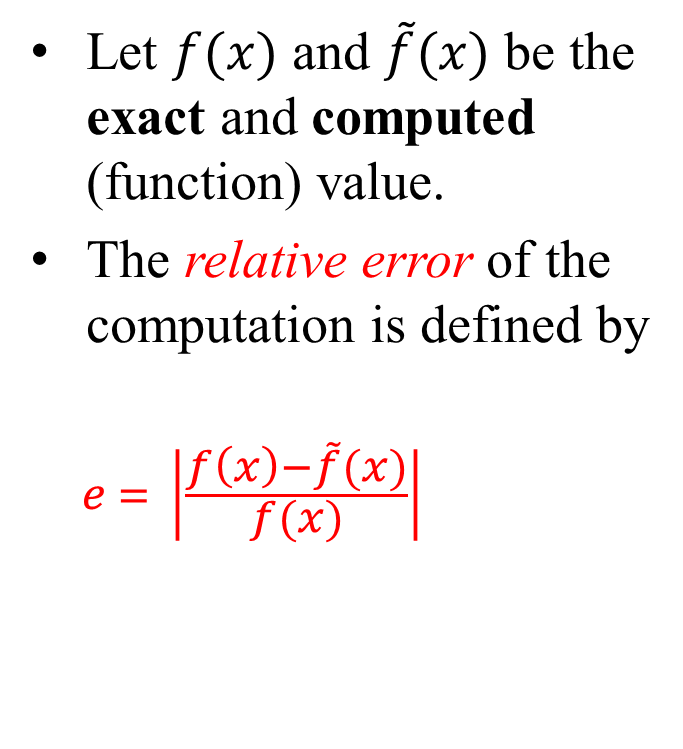 • Let 𝑓(𝑥) and 𝑓̃(𝑥) be the
exact and computed
(function) value.
• The relative error of the
computation is defined by
𝑒 = |𝑓(𝑥)−𝑓̃(𝑥)|
𝑓(𝑥)